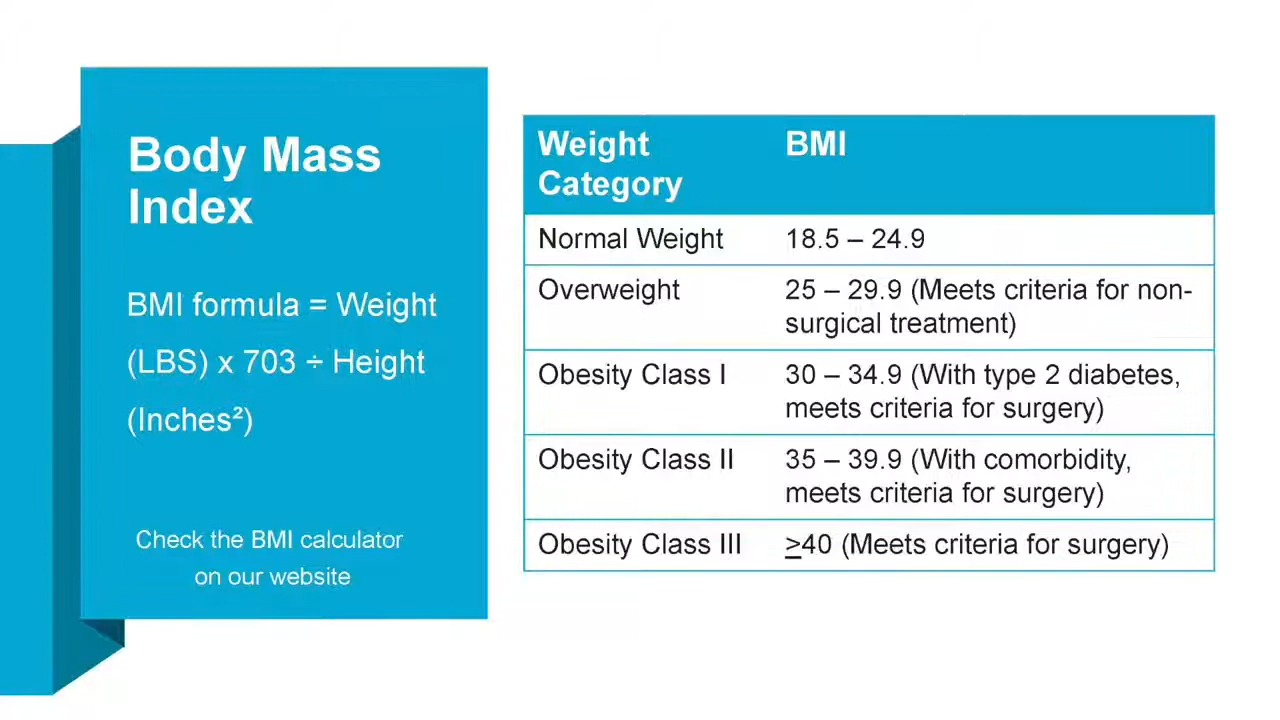 Body Mass
Index
BMI formula = Weight
(LBS) x 703 ÷ Height
(Inches²)
Check the BMI calculator
on our website
Weight
Category
BMI
Normal Weight
18.5 – 24.9
Overweight
25 – 29.9 (Meets criteria for non-
surgical treatment)
Obesity Class I
30 – 34.9 (With type 2 diabetes,
meets criteria for surgery)
Obesity Class II
35 – 39.9 (With comorbidity,
meets criteria for surgery)
Obesity Class III
≥40 (Meets criteria for surgery)